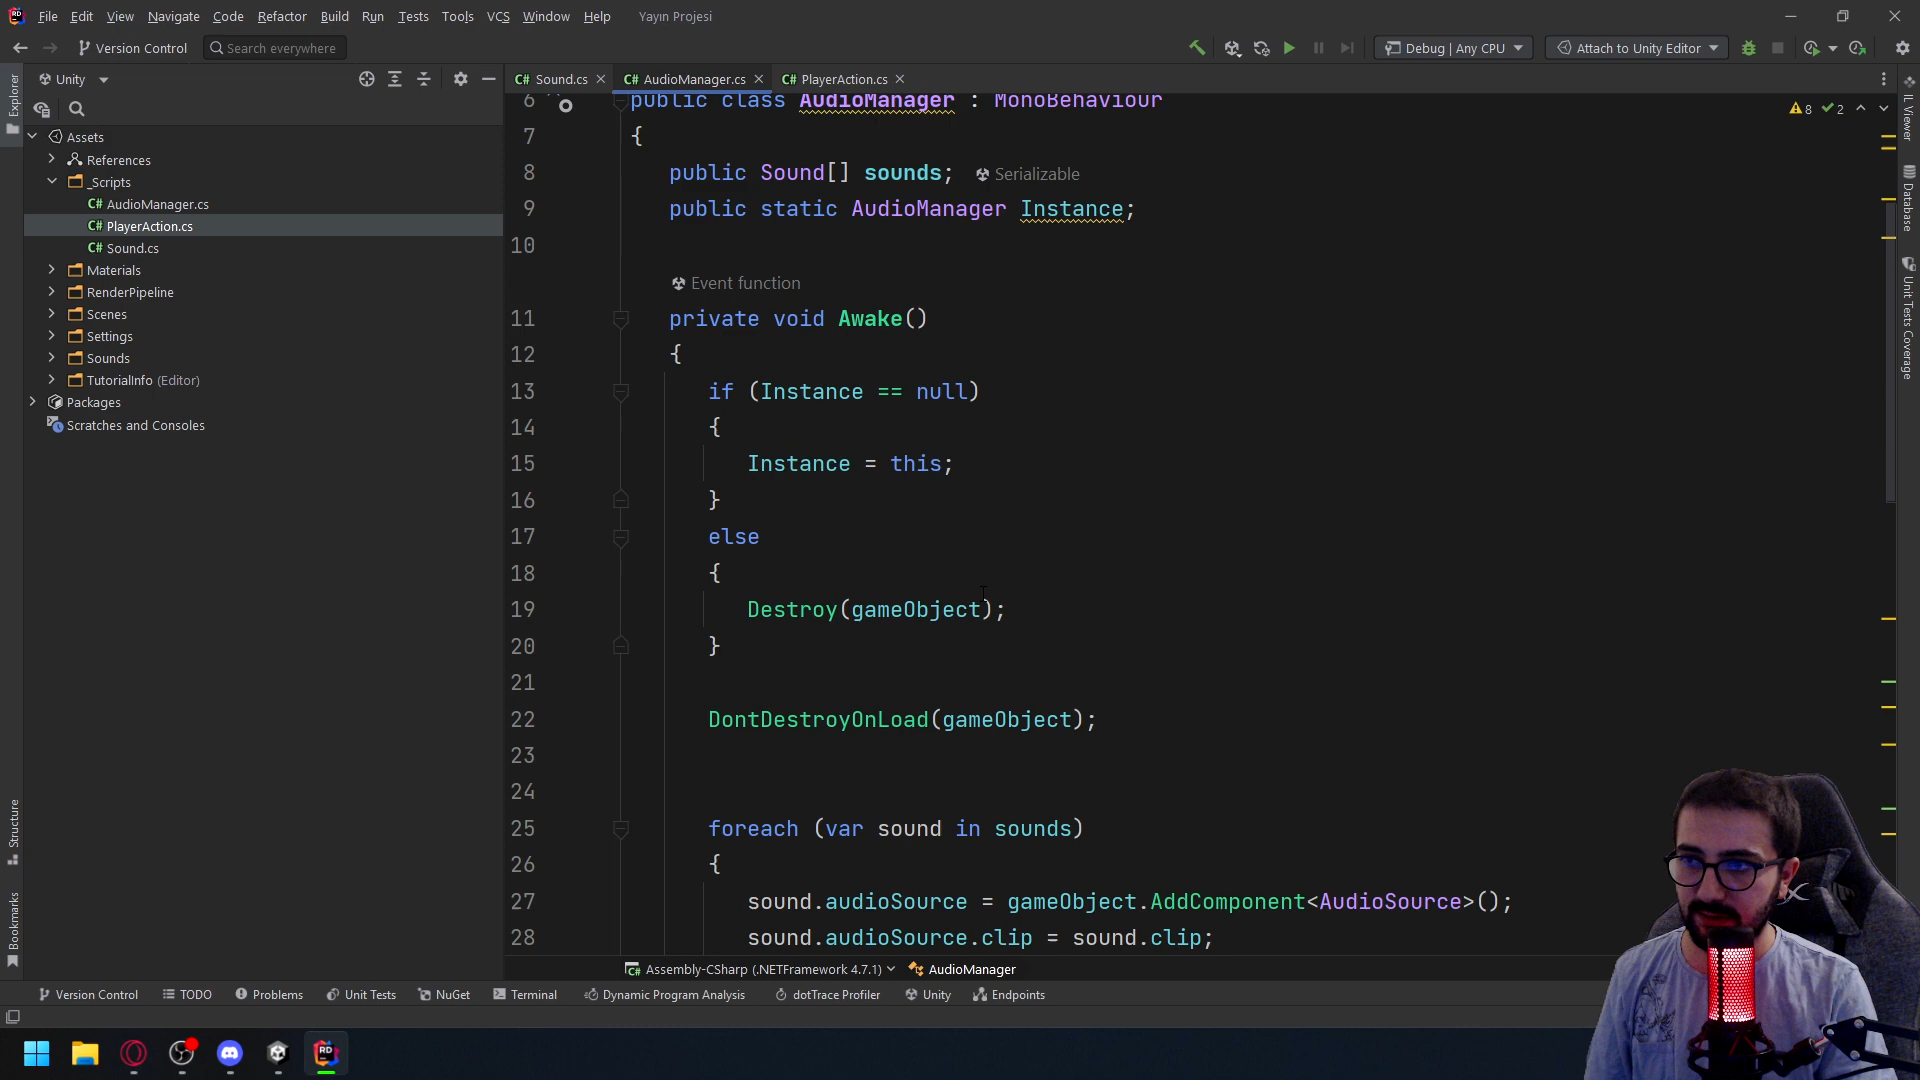 File Edit View Navigate Code Refactor Build Run Tests Tools VCS Window Help Yayın Projesi
Version Control Search everywhere Debug | Any CPU Attach to Unity Editor
Unity
Sound.cs AudioManager.cs PlayerAction.cs
Explorer
Assets
References
_Scripts
C# AudioManager.cs
C# PlayerAction.cs
C# Sound.cs
Materials
RenderPipeline
Scenes
Settings
Sounds
TutorialInfo (Editor)
Packages
Scratches and Consoles
Structure
Bookmarks
8 2
6 public class AudioManager : MonoBehaviour
7 {
8 public Sound[] sounds; Serializable
9 public static AudioManager Instance;
10
Event function
11 private void Awake()
12 {
13 if (Instance == null)
14 {
15 Instance = this;
16 }
17 else
18 {
19 Destroy(gameObject);
20 }
21
22 DontDestroyOnLoad(gameObject);
23
24
25 foreach (var sound in sounds)
26 {
27 sound.audioSource = gameObject.AddComponent<AudioSource>();
28 sound.audioSource.clip = sound.clip;
IL Viewer
Database
Unit Tests Coverage
Assembly-CSharp (.NETFramework 4.7.1) AudioManager
Version Control TODO Problems Unit Tests NuGet Terminal Dynamic Program Analysis dotTrace Profiler Unity Endpoints
RD